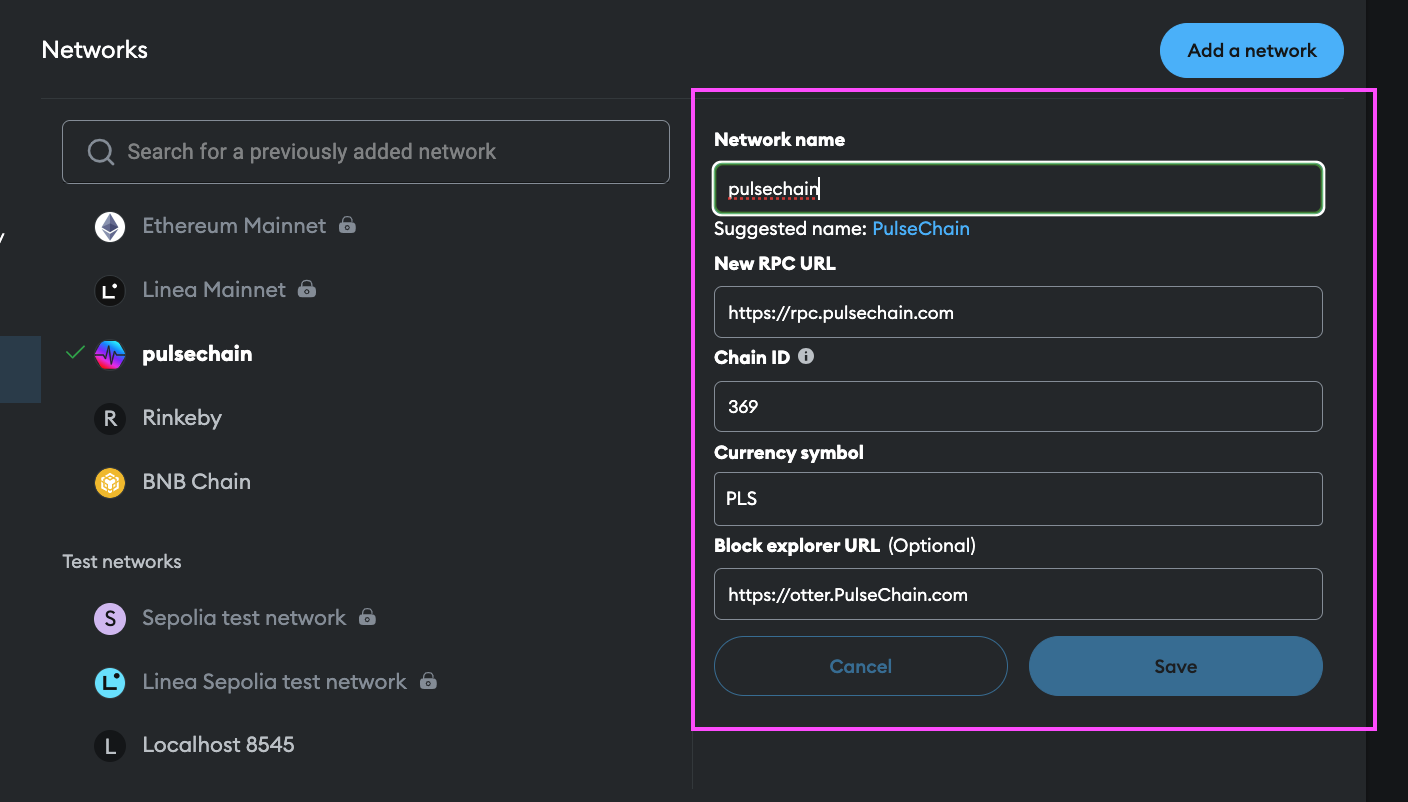 Networks
Add a network
Search for a previously added network
Ethereum Mainnet
Linea Mainnet
pulsechain
R Rinkeby
BNB Chain
Test networks
S Sepolia test network
Linea Sepolia test network
L Localhost 8545
Network name
pulsechain
Suggested name: PulseChain
New RPC URL
https://rpc.pulsechain.com
Chain ID
369
Currency symbol
PLS
Block explorer URL (Optional)
https://otter.PulseChain.com
Cancel
Save